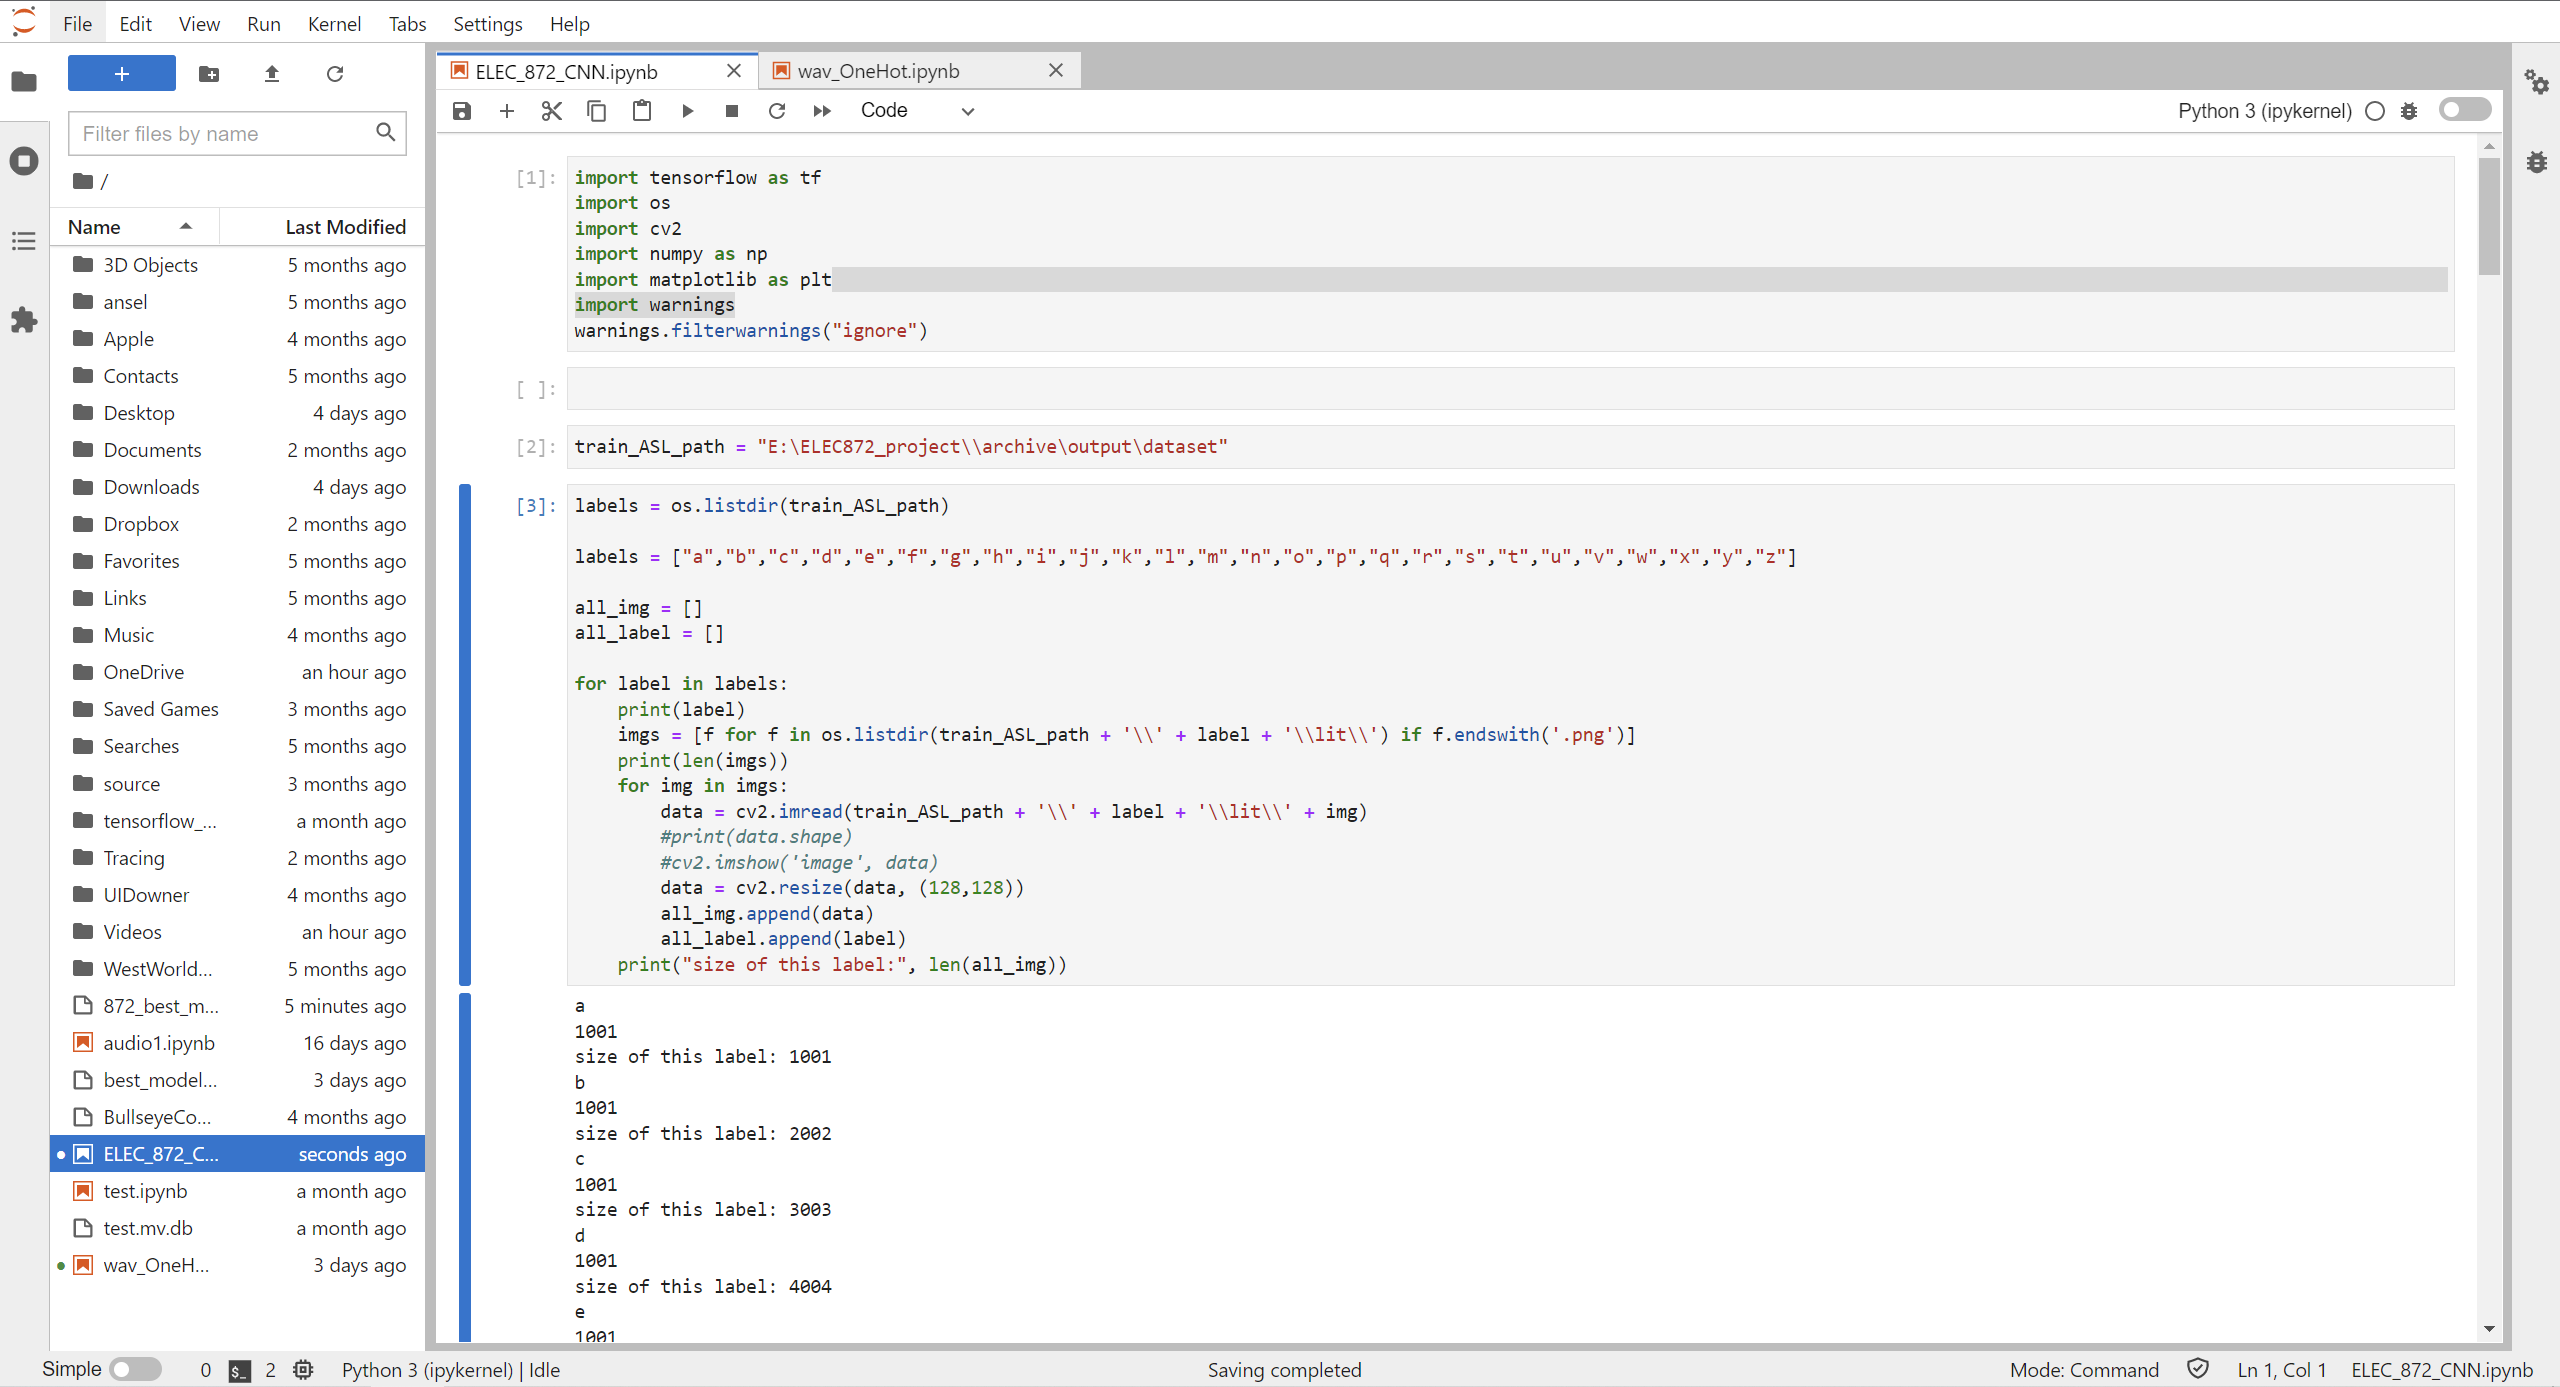 File Edit View Run Kernel Tabs Settings Help
ELEC_872_CNN.ipynb
wav_OneHot.ipynb
Code
Python 3 (ipykernel)
Filter files by name
/
Name Last Modified
3D Objects 5 months ago
ansel 5 months ago
Apple 4 months ago
Contacts 5 months ago
Desktop 4 days ago
Documents 2 months ago
Downloads 4 days ago
Dropbox 2 months ago
Favorites 5 months ago
Links 5 months ago
Music 4 months ago
OneDrive an hour ago
Saved Games 3 months ago
Searches 5 months ago
source 3 months ago
tensorflow_... a month ago
Tracing 2 months ago
UIDowner 4 months ago
Videos an hour ago
WestWorld... 5 months ago
872_best_m... 5 minutes ago
audio1.ipynb 16 days ago
best_model... 3 days ago
BullseyeCo... 4 months ago
ELEC_872_C... seconds ago
test.ipynb a month ago
test.mv.db a month ago
wav_OneH... 3 days ago
[1]: import tensorflow as tf
import os
import cv2
import numpy as np
import matplotlib as plt
import warnings
warnings.filterwarnings("ignore")
[ ]:
[2]: train_ASL_path = "E:\ELEC872_project\\archive\output\dataset"
[3]: labels = os.listdir(train_ASL_path)
labels = ["a","b","c","d","e","f","g","h","i","j","k","l","m","n","o","p","q","r","s","t","u","v","w","x","y","z"]
all_img = []
all_label = []
for label in labels:
    print(label)
    imgs = [f for f in os.listdir(train_ASL_path + '\\' + label + '\\lit\\') if f.endswith('.png')]
    print(len(imgs))
    for img in imgs:
        data = cv2.imread(train_ASL_path + '\\' + label + '\\lit\\' + img)
        #print(data.shape)
        #cv2.imshow('image', data)
        data = cv2.resize(data, (128,128))
        all_img.append(data)
        all_label.append(label)
    print("size of this label:", len(all_img))
a
1001
size of this label: 1001
b
1001
size of this label: 2002
c
1001
size of this label: 3003
d
1001
size of this label: 4004
e
1001
Simple 0 $_ 2 Python 3 (ipykernel) | Idle Saving completed Mode: Command Ln 1, Col 1 ELEC_872_CNN.ipynb